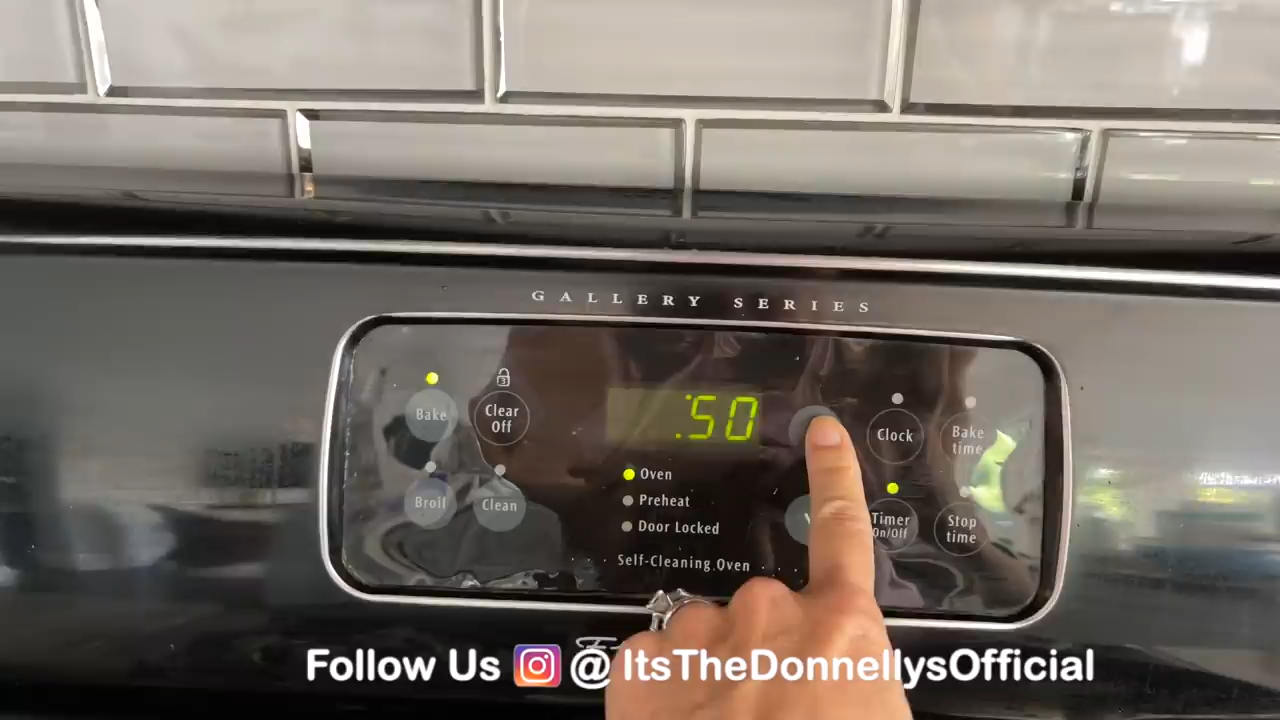 GALLERY SERIES
Bake
Clear
Off
3
:50
Clock
Bake
time
Oven
Preheat
Door Locked
Broil
Clean
Timer
On/Off
Stop
time
Self-Cleaning Oven
Follow Us @ ItsTheDonnellysOfficial